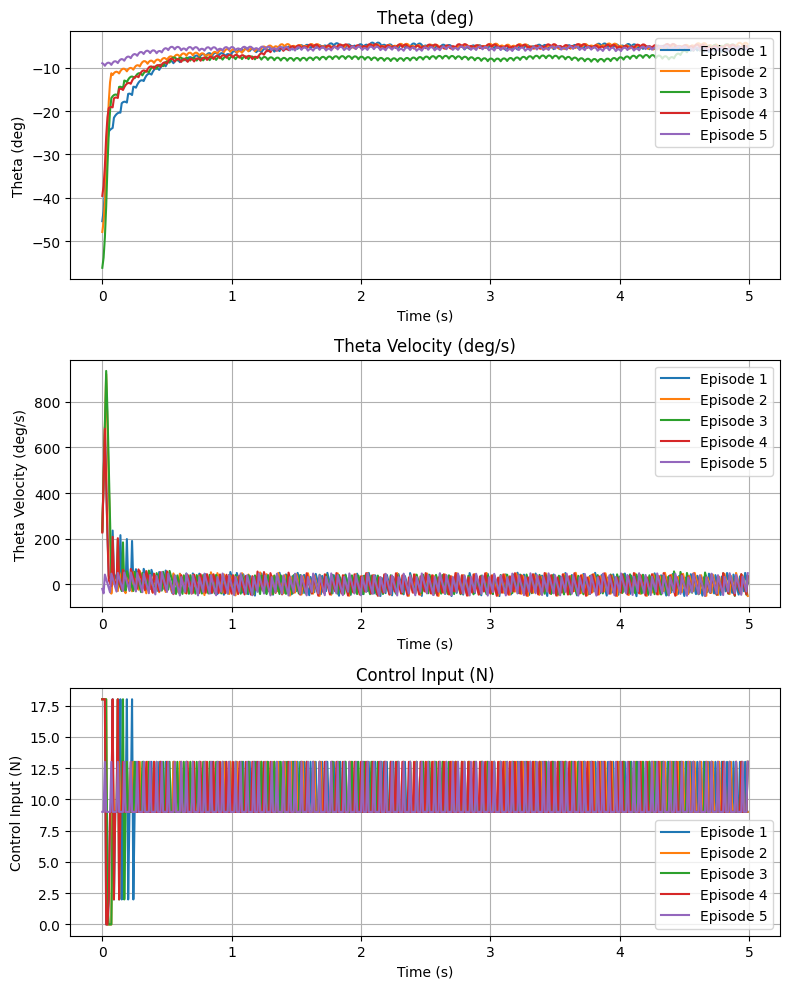 Theta (deg)
Theta (deg)
−10
−20
−30
−40
−50
0 1 2 3 4 5
Time (s)
Episode 1
Episode 2
Episode 3
Episode 4
Episode 5
Theta Velocity (deg/s)
Theta Velocity (deg/s)
800
600
400
200
0
0 1 2 3 4 5
Time (s)
Episode 1
Episode 2
Episode 3
Episode 4
Episode 5
Control Input (N)
Control Input (N)
17.5
15.0
12.5
10.0
7.5
5.0
2.5
0.0
0 1 2 3 4 5
Time (s)
Episode 1
Episode 2
Episode 3
Episode 4
Episode 5